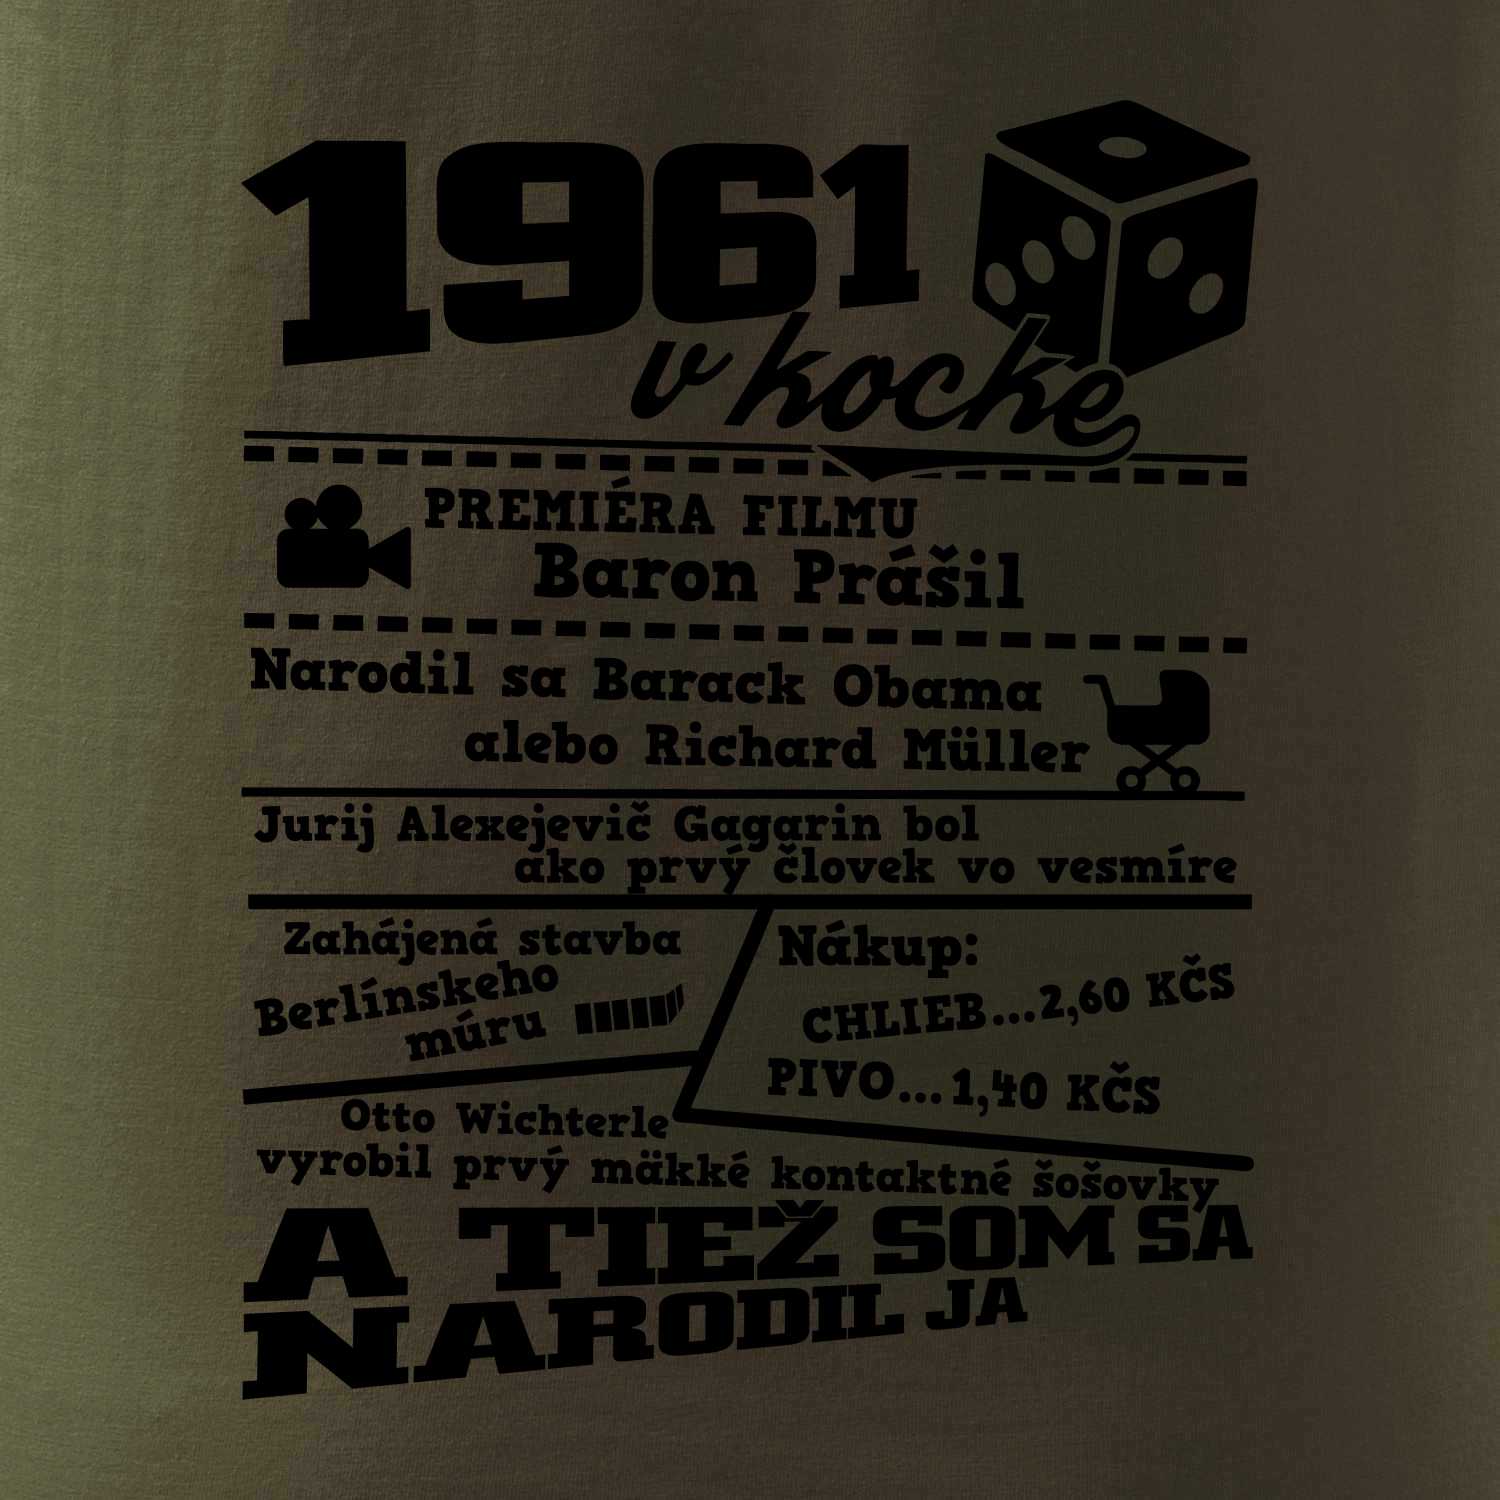 1961
v kocke
PREMIÉRA FILMU
Baron Prášil
Narodil sa Barack Obama
alebo Richard Müller
Jurij Alexejevič Gagarin bol
ako prvý človek vo vesmíre
Zahájená stavba
Berlínskeho
múru
Nákup:
CHLIEB...2,60 KČS
PIVO...1,40 KČS
Otto Wichterle
vyrobil prvý mäkké kontaktné šošovky
A TIEŽ SOM SA
NARODIL JA